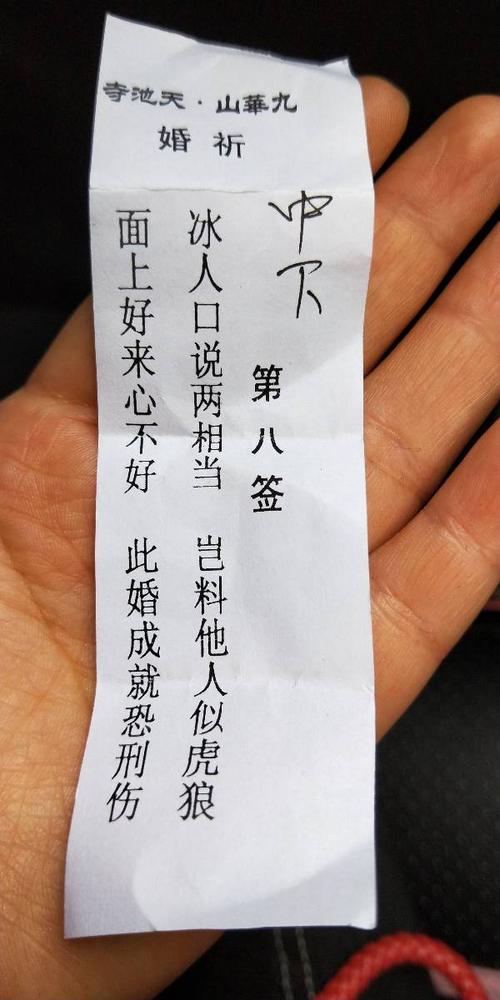 九華山·天池寺
祈婚
中下
第八签
冰人口说两相当 岂料他人似虎狼
面上好来心不好 此婚成就恐刑伤